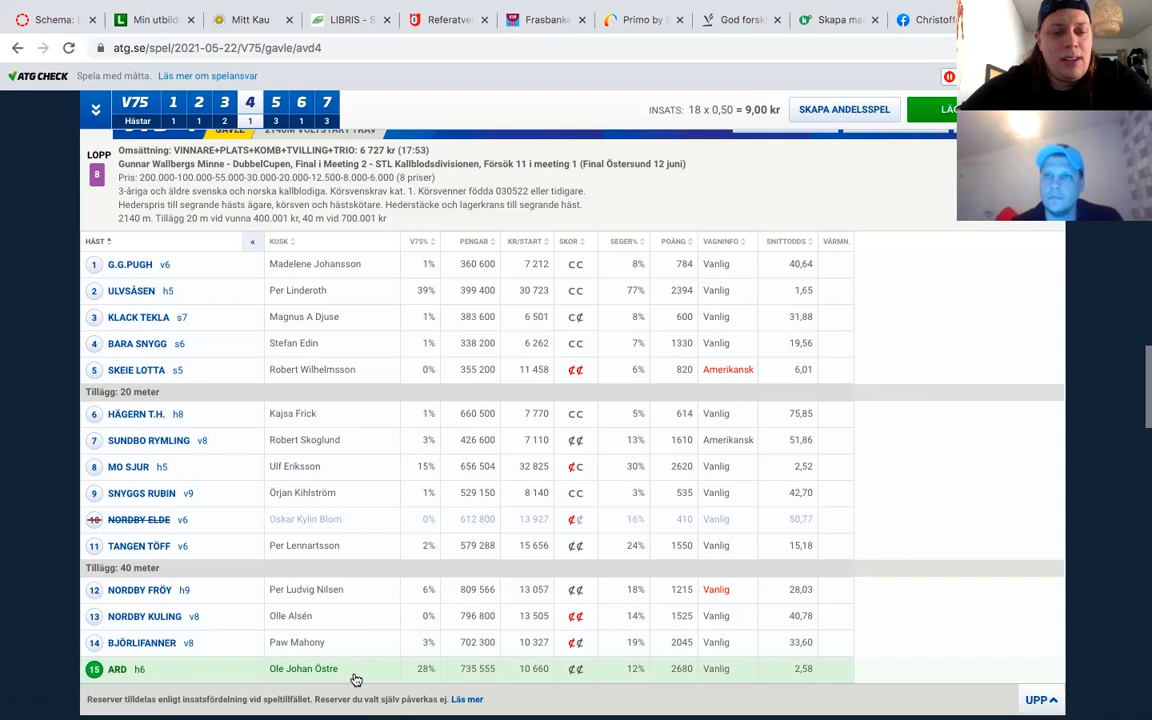 Schema: L
Min utbild
Mitt Kau
LIBRIS - S
Referatver
Frasbanke
Primo by L
God forsk
Skapa ma
Christoff
atg.se/spel/2021-05-22/V75/gavle/avd4
ATG CHECK Spela med måtta. Läs mer om spelansvar
V75 1 2 3 4 5 6 7
Hästar 1 1 2 1 3 1 3
INSATS: 18 x 0,50 = 9,00 kr
SKAPA ANDELSSPEL
GÄVLE 2140M VOLTSTART TRAV
LOPP
8
Omsättning: VINNARE+PLATS+KOMB+TVILLING+TRIO: 6 727 kr (17:53)
Gunnar Wallbergs Minne - DubbelCupen, Final i Meeting 2 - STL Kallblodsdivisionen, Försök 11 i meeting 1 (Final Östersund 12 juni)
Pris: 200.000-100.000-55.000-30.000-20.000-12.500-8.000-6.000 (8 priser)
3-åriga och äldre svenska och norska kallblodiga. Körsvenskrav kat. 1. Körsvenner födda 030522 eller tidigare.
Hederspris till segrande hästs ägare, körsven och hästskötare. Hederstäcke och lagerkrans till segrande häst.
2140 m. Tillägg 20 m vid vunna 400.001 kr, 40 m vid 700.001 kr
HÄST « KUSK V75% PENGAR KR/START SKOR SEGER% POÄNG VAGNINFO SNITTODDS VÄRMN.
1 G.G.PUGH v6 Madelene Johansson 1% 360 600 7 212 C C 8% 784 Vanlig 40,64
2 ULVSÅSEN h5 Per Linderoth 39% 399 400 30 723 C C 77% 2394 Vanlig 1,65
3 KLACK TEKLA s7 Magnus A Djuse 1% 383 600 6 501 C ₵ 8% 600 Vanlig 31,88
4 BARA SNYGG s6 Stefan Edin 1% 338 200 6 262 C C 7% 1330 Vanlig 19,56
5 SKEIE LOTTA s5 Robert Wilhelmsson 0% 355 200 11 458 ₵ ₵ 6% 820 Amerikansk 6,01
Tillägg: 20 meter
6 HÄGERN T.H. h8 Kajsa Frick 1% 660 500 7 770 C C 5% 614 Vanlig 75,85
7 SUNDBO RYMLING v8 Robert Skoglund 3% 426 600 7 110 ₵ ₵ 13% 1610 Amerikansk 51,86
8 MO SJUR h5 Ulf Eriksson 15% 656 504 32 825 ₵ C 30% 2620 Vanlig 2,52
9 SNYGGS RUBIN v9 Örjan Kihlström 1% 529 150 8 140 C C 3% 535 Vanlig 42,70
10 NORDBY ELDE v6 Oskar Kylin Blom 0% 612 800 13 927 ₵ ₵ 16% 410 Vanlig 50,77
11 TANGEN TÖFF v6 Per Lennartsson 2% 579 288 15 656 ₵ ₵ 24% 1550 Vanlig 15,18
Tillägg: 40 meter
12 NORDBY FRÖY h9 Per Ludvig Nilsen 6% 809 566 13 057 ₵ ₵ 18% 1215 Vanlig 28,03
13 NORDBY KULING v8 Olle Alsén 0% 796 800 13 505 ₵ ₵ 14% 1525 Vanlig 40,78
14 BJÖRLIFANNER v8 Paw Mahony 3% 702 300 10 327 ₵ ₵ 19% 2045 Vanlig 33,60
15 ARD h6 Ole Johan Östre 28% 735 555 10 660 ₵ ₵ 12% 2680 Vanlig 2,58
Reserver tilldelas enligt insatsfördelning vid speltillfället. Reserver du valt själv påverkas ej. Läs mer
UPP